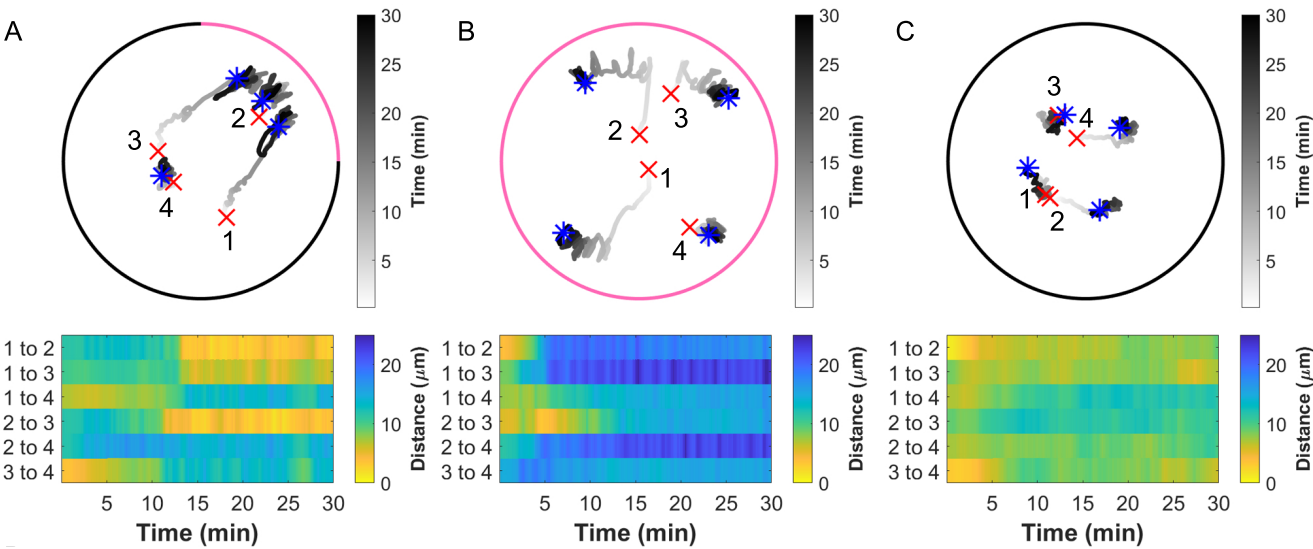 A
3
2
4
1
30
25
20
15
10
5
Time (min)
B
2
3
1
4
30
25
20
15
10
5
Time (min)
C
3
4
1
2
30
25
20
15
10
5
Time (min)
1 to 2
1 to 3
1 to 4
2 to 3
2 to 4
3 to 4
5 10 15 20 25 30
Time (min)
20
10
0
Distance (μm)
1 to 2
1 to 3
1 to 4
2 to 3
2 to 4
3 to 4
5 10 15 20 25 30
Time (min)
20
10
0
Distance (μm)
1 to 2
1 to 3
1 to 4
2 to 3
2 to 4
3 to 4
5 10 15 20 25 30
Time (min)
20
10
0
Distance (μm)